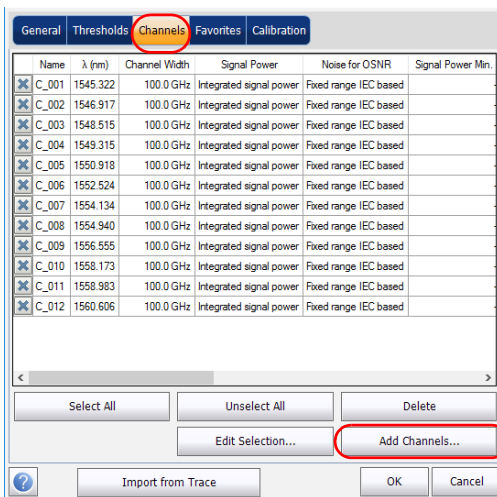 General Thresholds Channels Favorites Calibration
Name λ (nm) Channel Width Signal Power Noise for OSNR Signal Power Min.
C_001 1545.322 100.0 GHz Integrated signal power Fixed range IEC based
C_002 1546.917 100.0 GHz Integrated signal power Fixed range IEC based
C_003 1548.515 100.0 GHz Integrated signal power Fixed range IEC based
C_004 1549.315 100.0 GHz Integrated signal power Fixed range IEC based
C_005 1550.918 100.0 GHz Integrated signal power Fixed range IEC based
C_006 1552.524 100.0 GHz Integrated signal power Fixed range IEC based
C_007 1554.134 100.0 GHz Integrated signal power Fixed range IEC based
C_008 1554.940 100.0 GHz Integrated signal power Fixed range IEC based
C_009 1556.555 100.0 GHz Integrated signal power Fixed range IEC based
C_010 1558.173 100.0 GHz Integrated signal power Fixed range IEC based
C_011 1558.983 100.0 GHz Integrated signal power Fixed range IEC based
C_012 1560.606 100.0 GHz Integrated signal power Fixed range IEC based
Select All Unselect All Delete
Edit Selection... Add Channels...
? Import from Trace OK Cancel